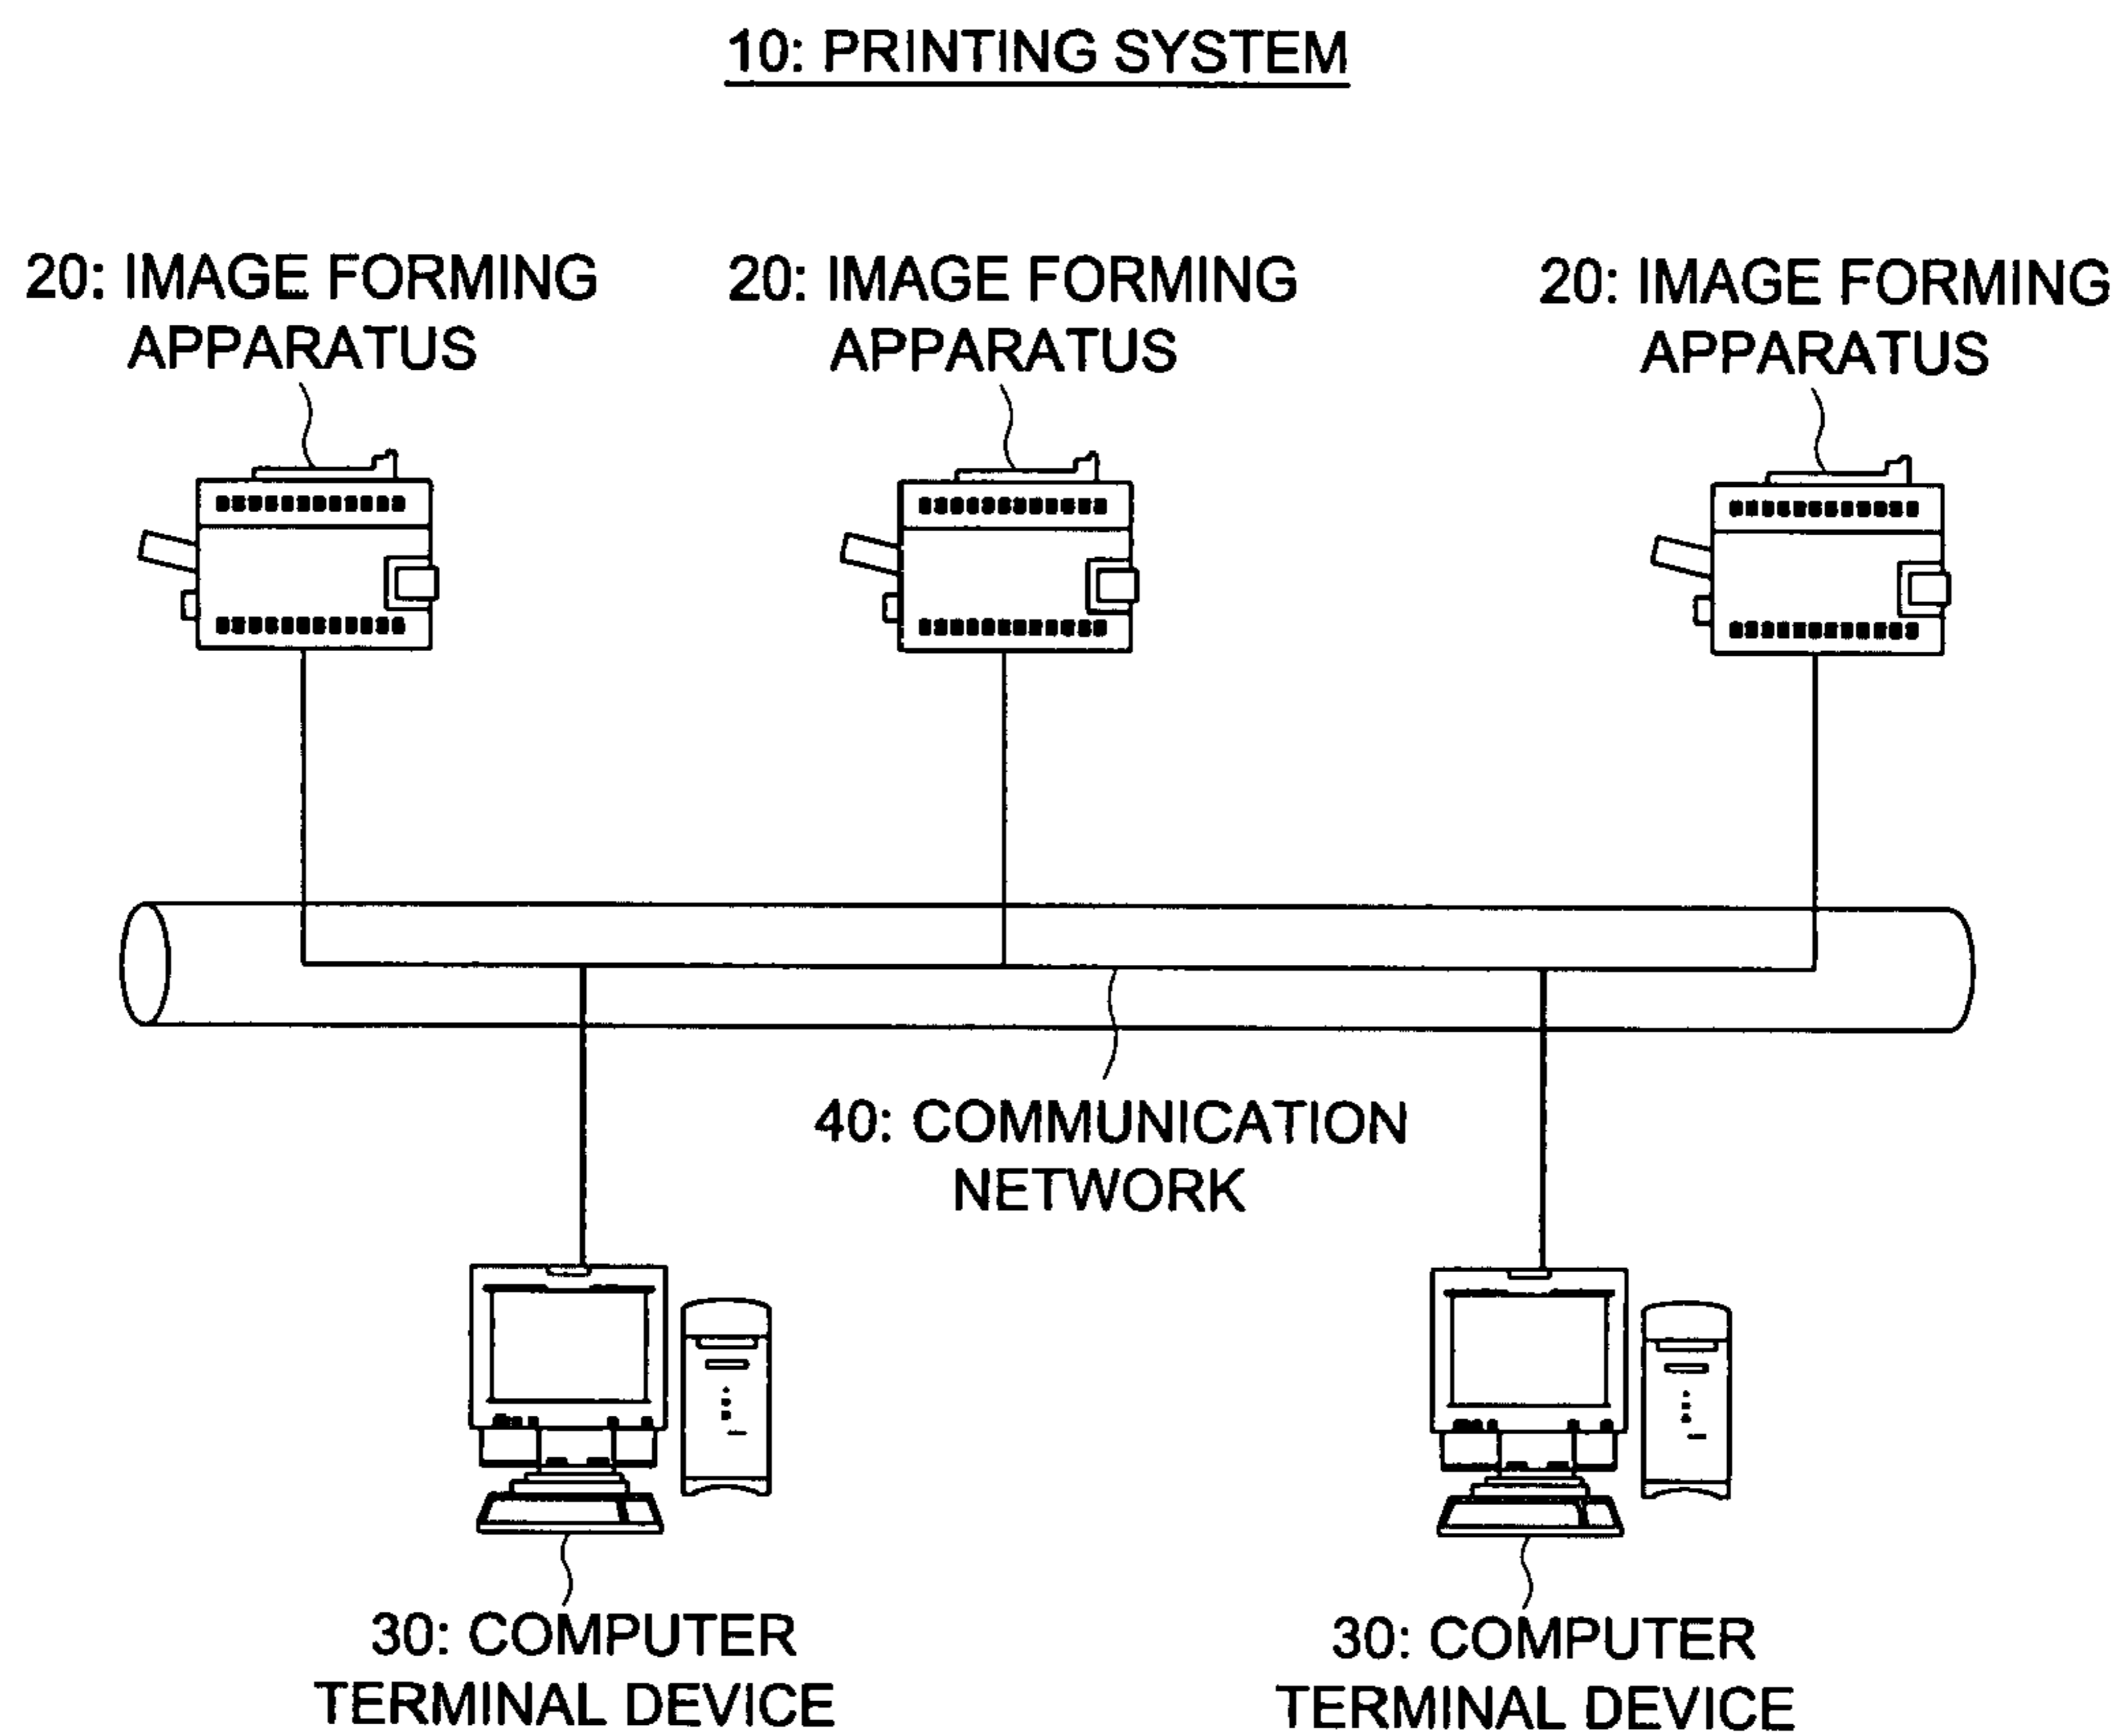 10: PRINTING SYSTEM
20: IMAGE FORMING
APPARATUS
20: IMAGE FORMING
APPARATUS
20: IMAGE FORMING
APPARATUS
40: COMMUNICATION
NETWORK
30: COMPUTER
TERMINAL DEVICE
30: COMPUTER
TERMINAL DEVICE